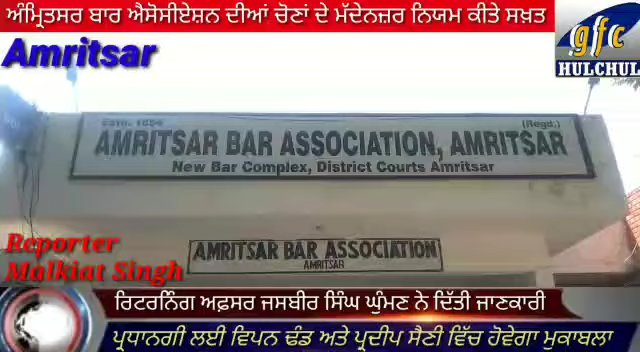 ਅੰਮ੍ਰਿਤਸਰ ਬਾਰ ਐਸੋਸੀਏਸ਼ਨ ਦੀਆਂ ਚੋਣਾਂ ਦੇ ਮੱਦੇਨਜ਼ਰ ਨਿਯਮ ਕੀਤੇ ਸਖ਼ਤ
gfc
HULCHUL
Amritsar
Estd. 1854
(Regd.)
AMRITSAR BAR ASSOCIATION, AMRITSAR
New Bar Complex, District Courts Amritsar
Reporter
Malkiat Singh
AMRITSAR BAR ASSOCIATION
AMRITSAR
ਰਿਟਰਨਿੰਗ ਅਫ਼ਸਰ ਜਸਬੀਰ ਸਿੰਘ ਘੁੰਮਣ ਨੇ ਦਿੱਤੀ ਜਾਣਕਾਰੀ
ਪ੍ਰਧਾਨਗੀ ਲਈ ਵਿਪਨ ਢੰਡ ਅਤੇ ਪ੍ਰਦੀਪ ਸੈਣੀ ਵਿੱਚ ਹੋਵੇਗਾ ਮੁਕਾਬਲਾ